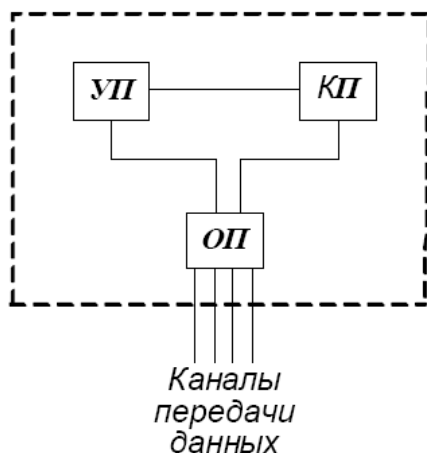 УП
КП
ОП
Каналы
передачи
данных